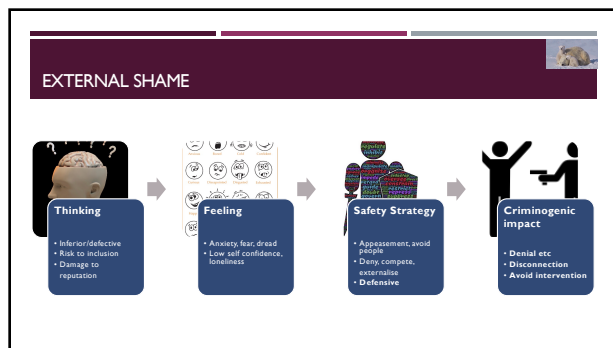 EXTERNAL SHAME
Thinking
• Inferior/defective
• Risk to inclusion
• Damage to
reputation
Feeling
• Anxiety, fear, dread
• Low self confidence,
loneliness
Safety Strategy
• Appeasement, avoid
people
• Deny, compete,
externalise
• Defensive
Criminogenic
impact
• Denial etc
• Disconnection
• Avoid intervention